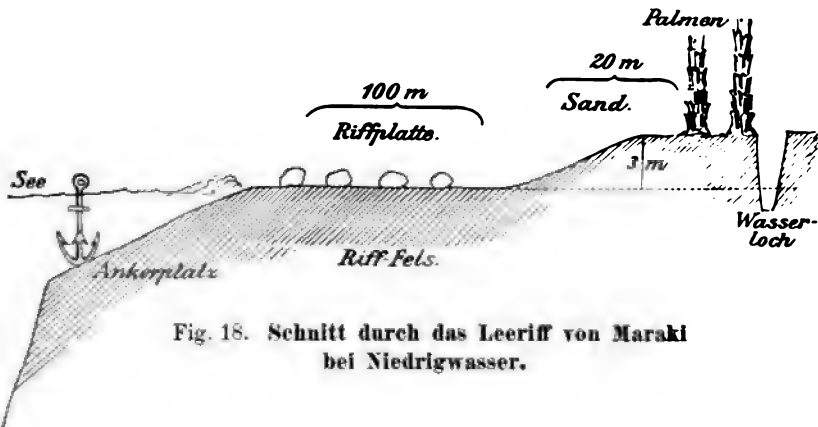 Palmen
20 m
Sand.
100 m
Riffplatte.
See
3 m
Wasser-
loch
Ankerplatz
Riff-Fels.
Fig. 18. Schnitt durch das Leeriff von Maraki
bei Niedrigwasser.